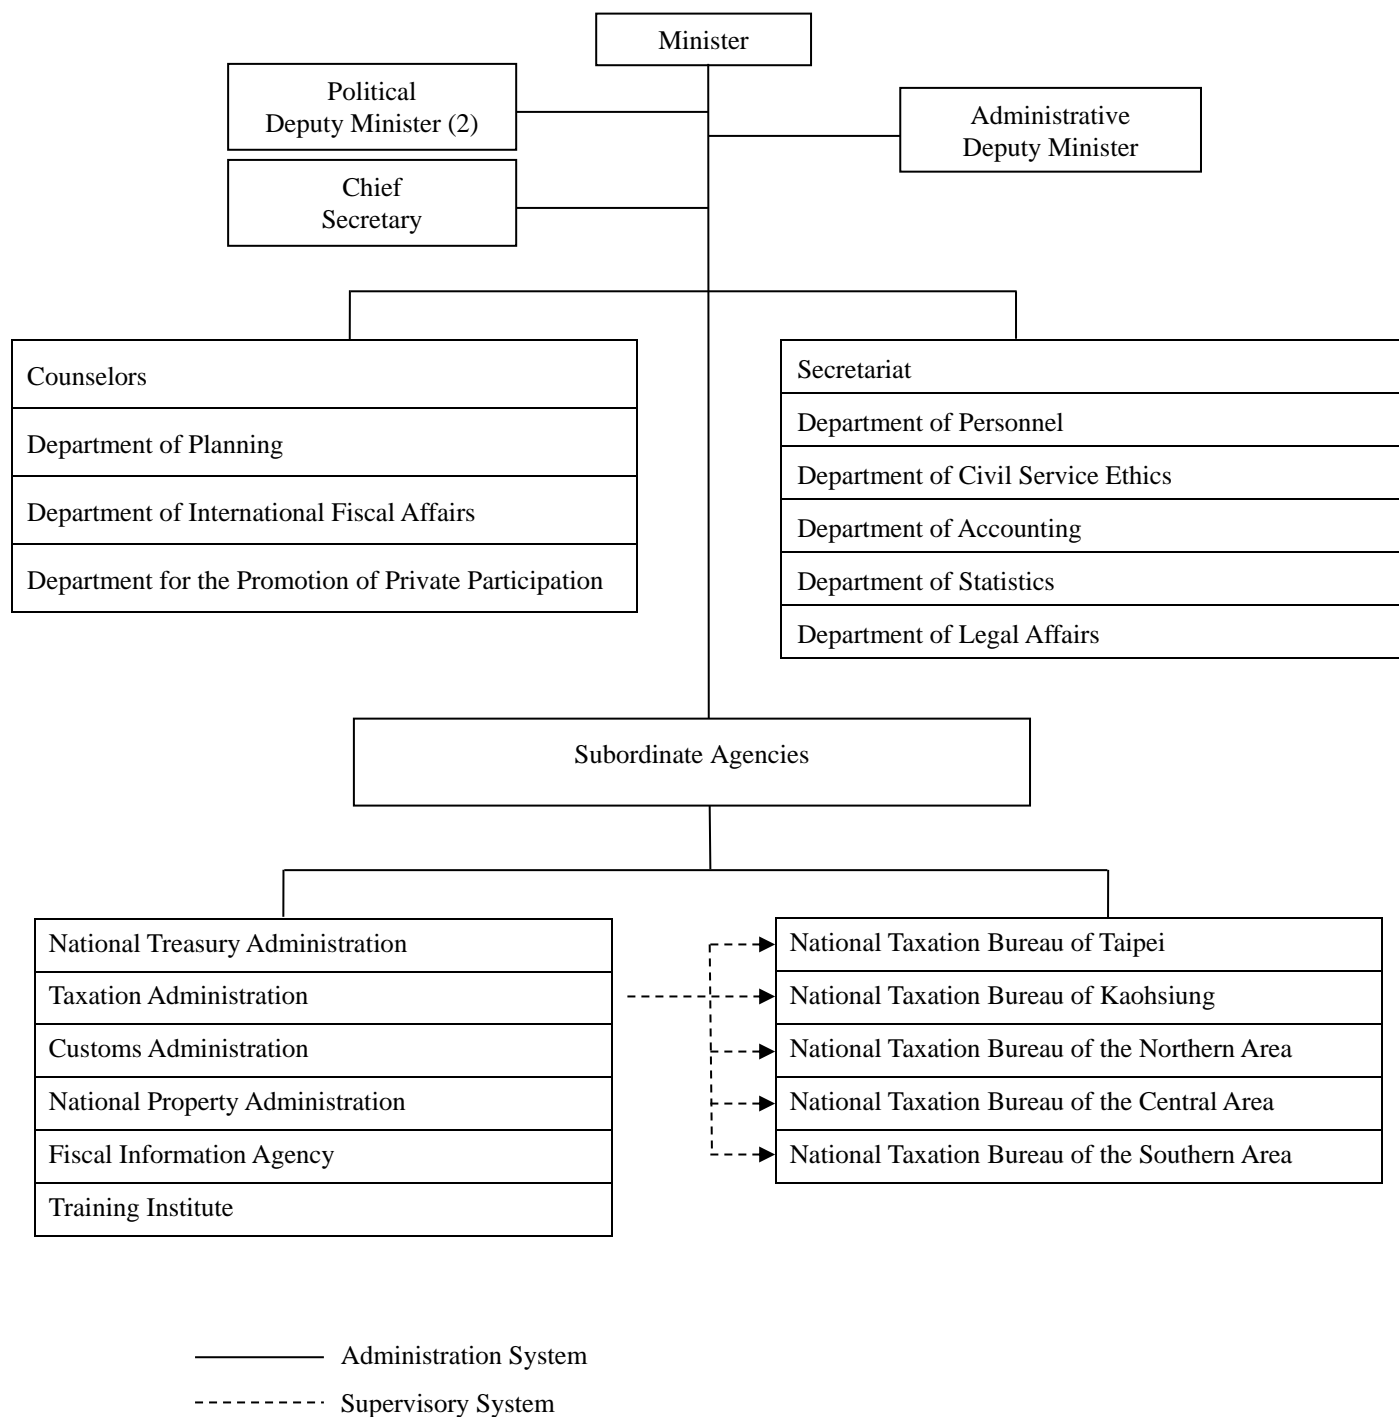 Minister
Political
Deputy Minister (2)
Administrative
Deputy Minister
Chief
Secretary
Counselors
Department of Planning
Department of International Fiscal Affairs
Department for the Promotion of Private Participation
Secretariat
Department of Personnel
Department of Civil Service Ethics
Department of Accounting
Department of Statistics
Department of Legal Affairs
Subordinate Agencies
National Treasury Administration
Taxation Administration
Customs Administration
National Property Administration
Fiscal Information Agency
Training Institute
National Taxation Bureau of Taipei
National Taxation Bureau of Kaohsiung
National Taxation Bureau of the Northern Area
National Taxation Bureau of the Central Area
National Taxation Bureau of the Southern Area
Administration System
Supervisory System